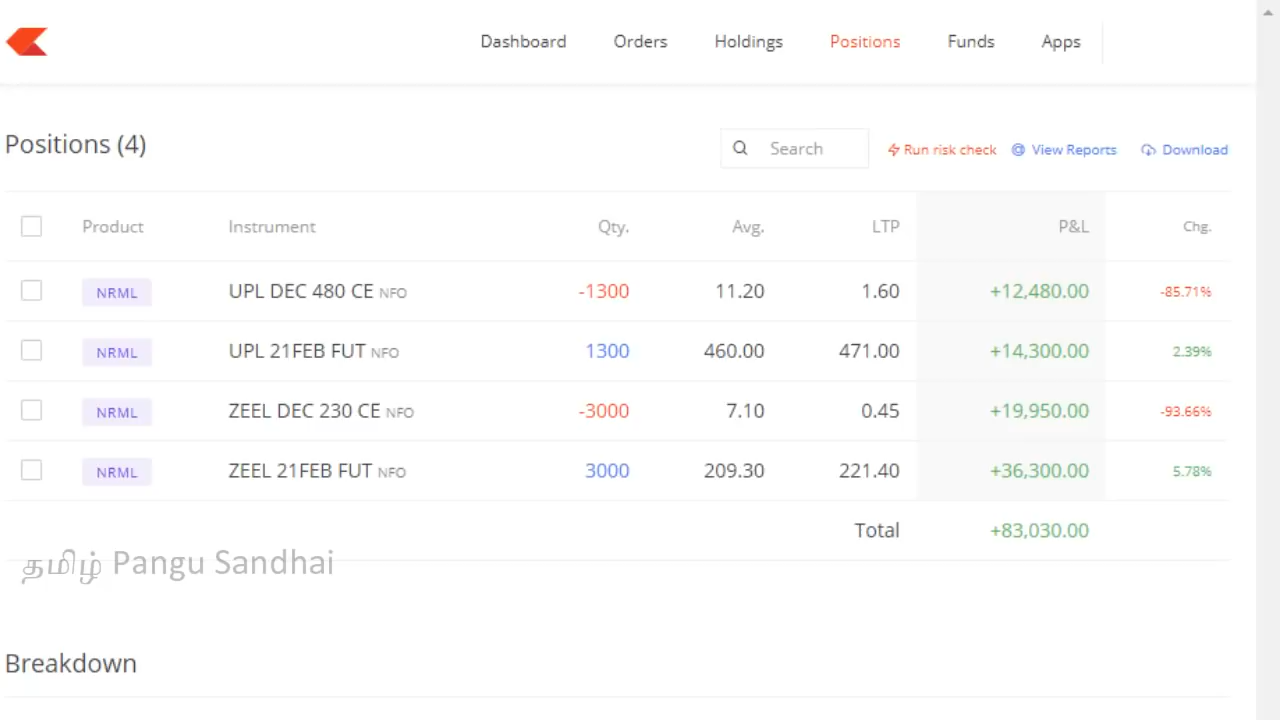 Dashboard Orders Holdings Positions Funds Apps
Positions (4) Search Run risk check View Reports Download
Product Instrument Qty. Avg. LTP P&L Chg.
NRML UPL DEC 480 CE NFO -1300 11.20 1.60 +12,480.00 -85.71%
NRML UPL 21FEB FUT NFO 1300 460.00 471.00 +14,300.00 2.39%
NRML ZEEL DEC 230 CE NFO -3000 7.10 0.45 +19,950.00 -93.66%
NRML ZEEL 21FEB FUT NFO 3000 209.30 221.40 +36,300.00 5.78%
Total +83,030.00
தமிழ் Pangu Sandhai
Breakdown